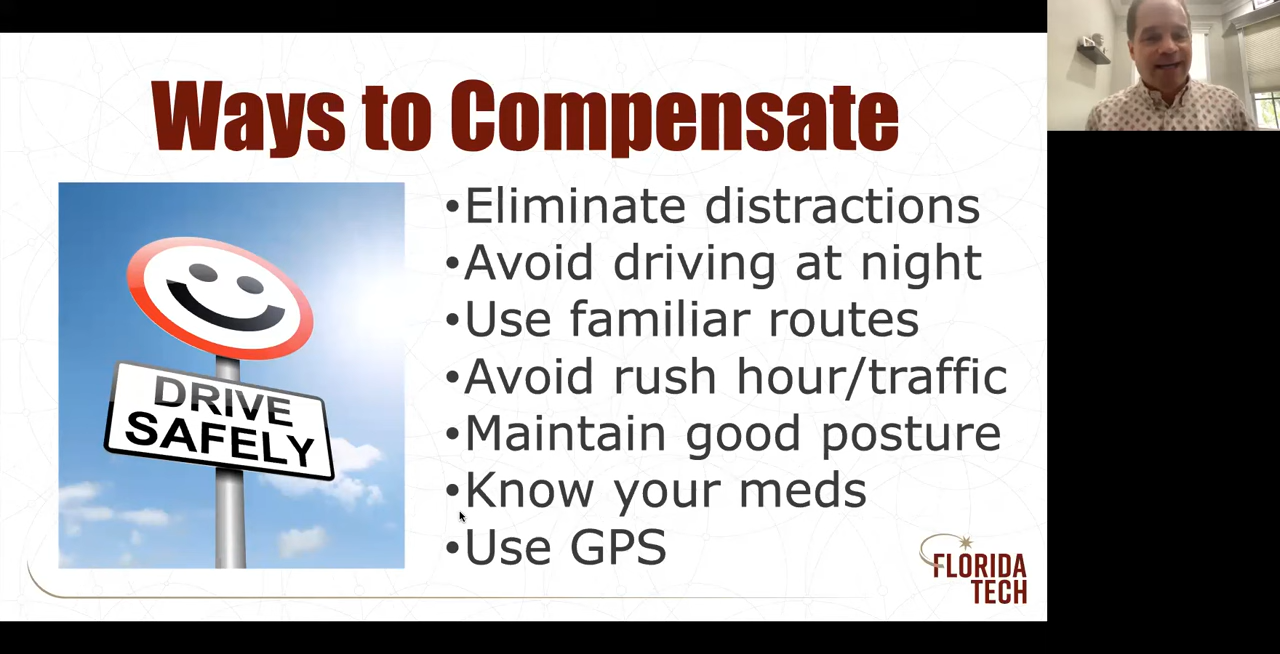 Ways to Compensate
DRIVE
SAFELY
•Eliminate distractions
•Avoid driving at night
•Use familiar routes
•Avoid rush hour/traffic
•Maintain good posture
•Know your meds
•Use GPS
FLORIDA
TECH